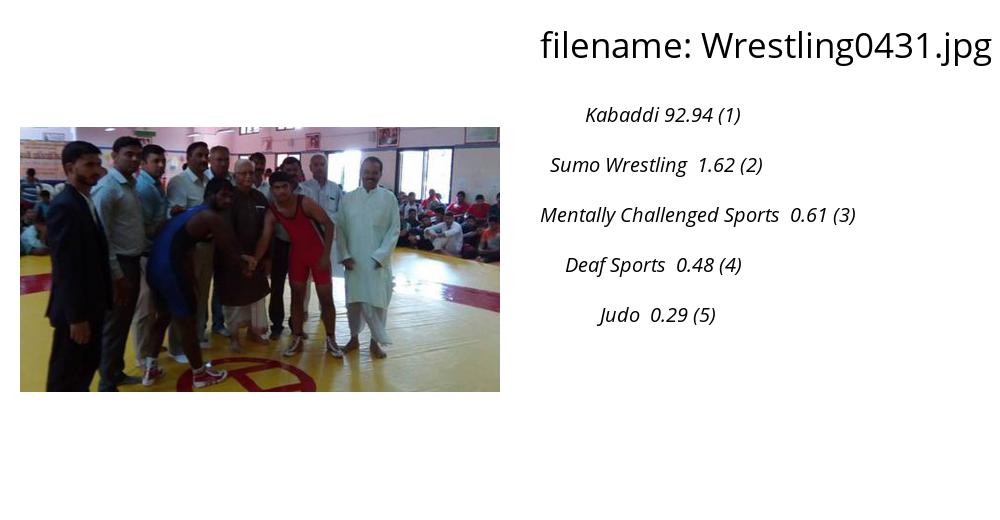 filename: Wrestling0431.jpg
Kabaddi 92.94 (1)
Sumo Wrestling 1.62 (2)
Mentally Challenged Sports 0.61 (3)
Deaf Sports 0.48 (4)
Judo 0.29 (5)